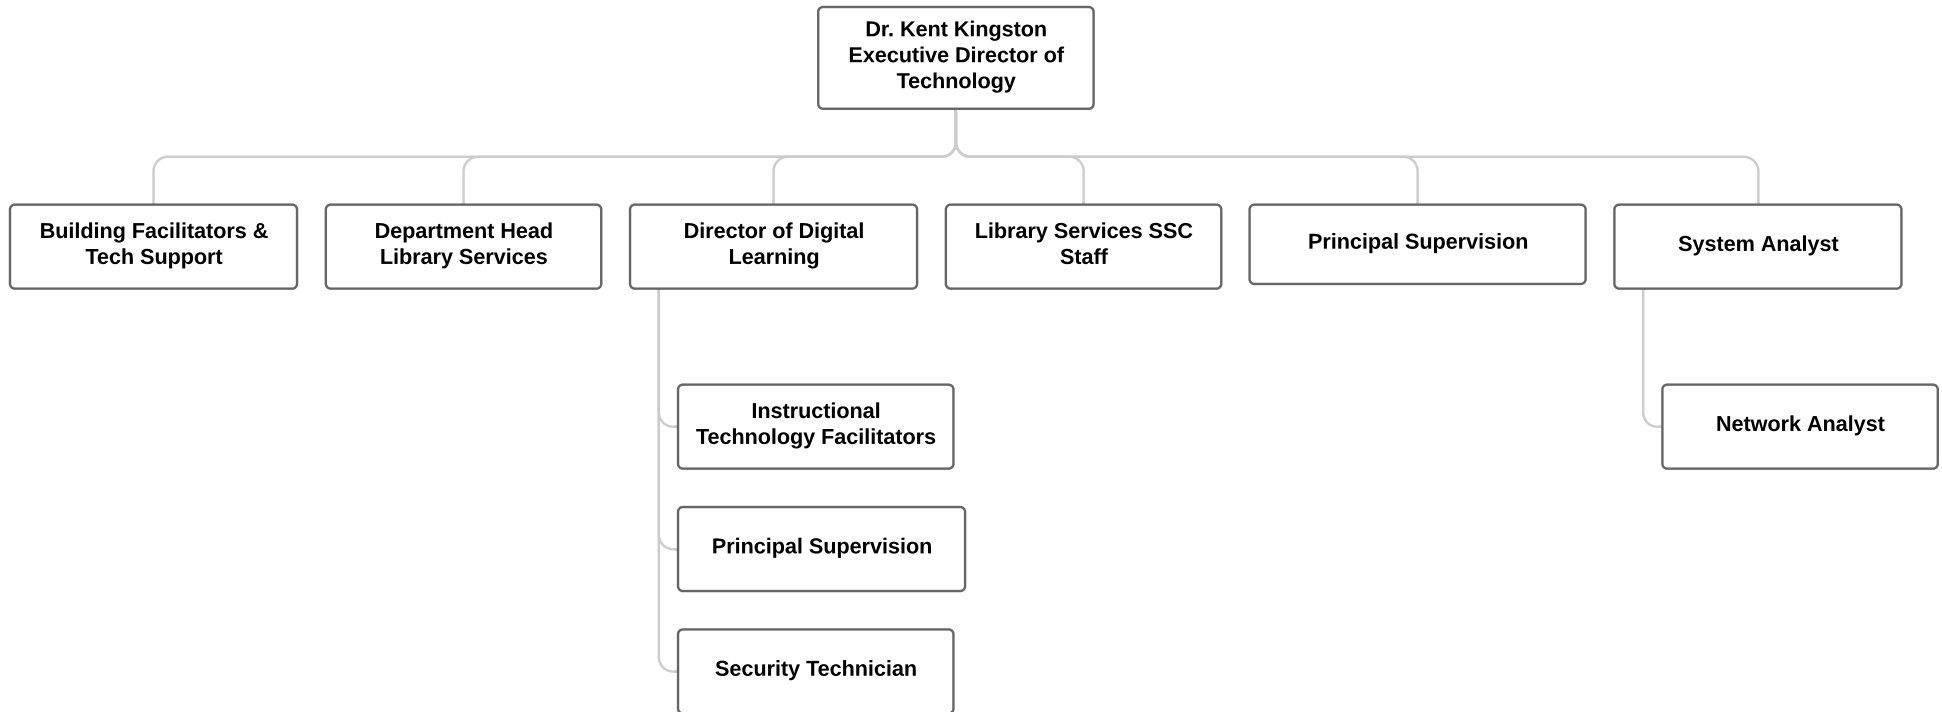 Dr. Kent Kingston
Executive Director of
Technology
Building Facilitators &
Tech Support
Department Head
Library Services
Director of Digital
Learning
Library Services SSC
Staff
Principal Supervision
System Analyst
Instructional
Technology Facilitators
Network Analyst
Principal Supervision
Security Technician